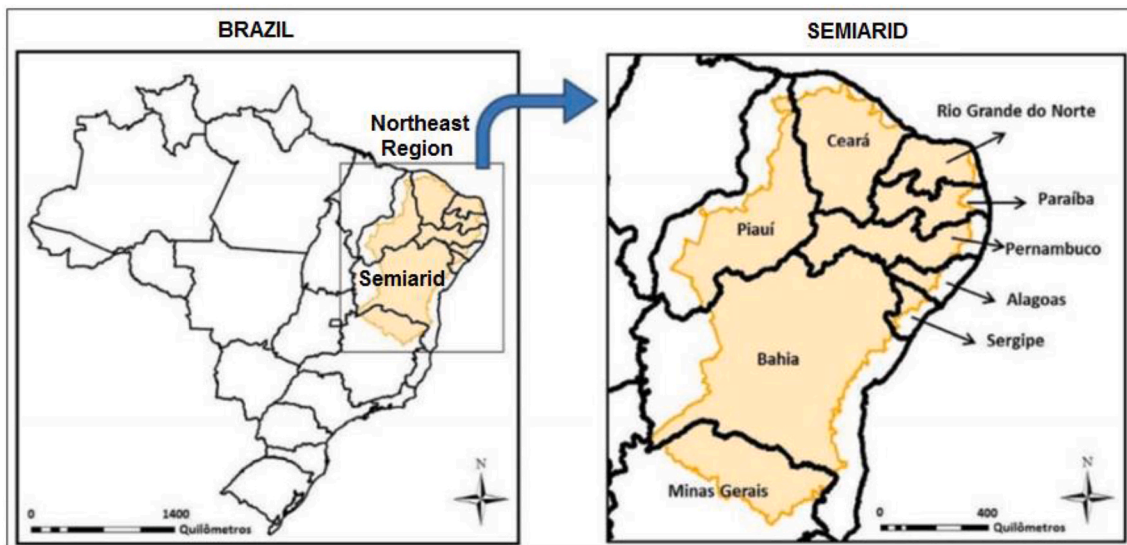 BRAZIL
Northeast
Region
Semiarid
N
0 1400
Quilômetros
SEMIARID
Rio Grande do Norte
Ceará
Paraíba
Piauí
Pernambuco
Alagoas
Sergipe
Bahia
Minas Gerais
N
0 400
Quilômetros